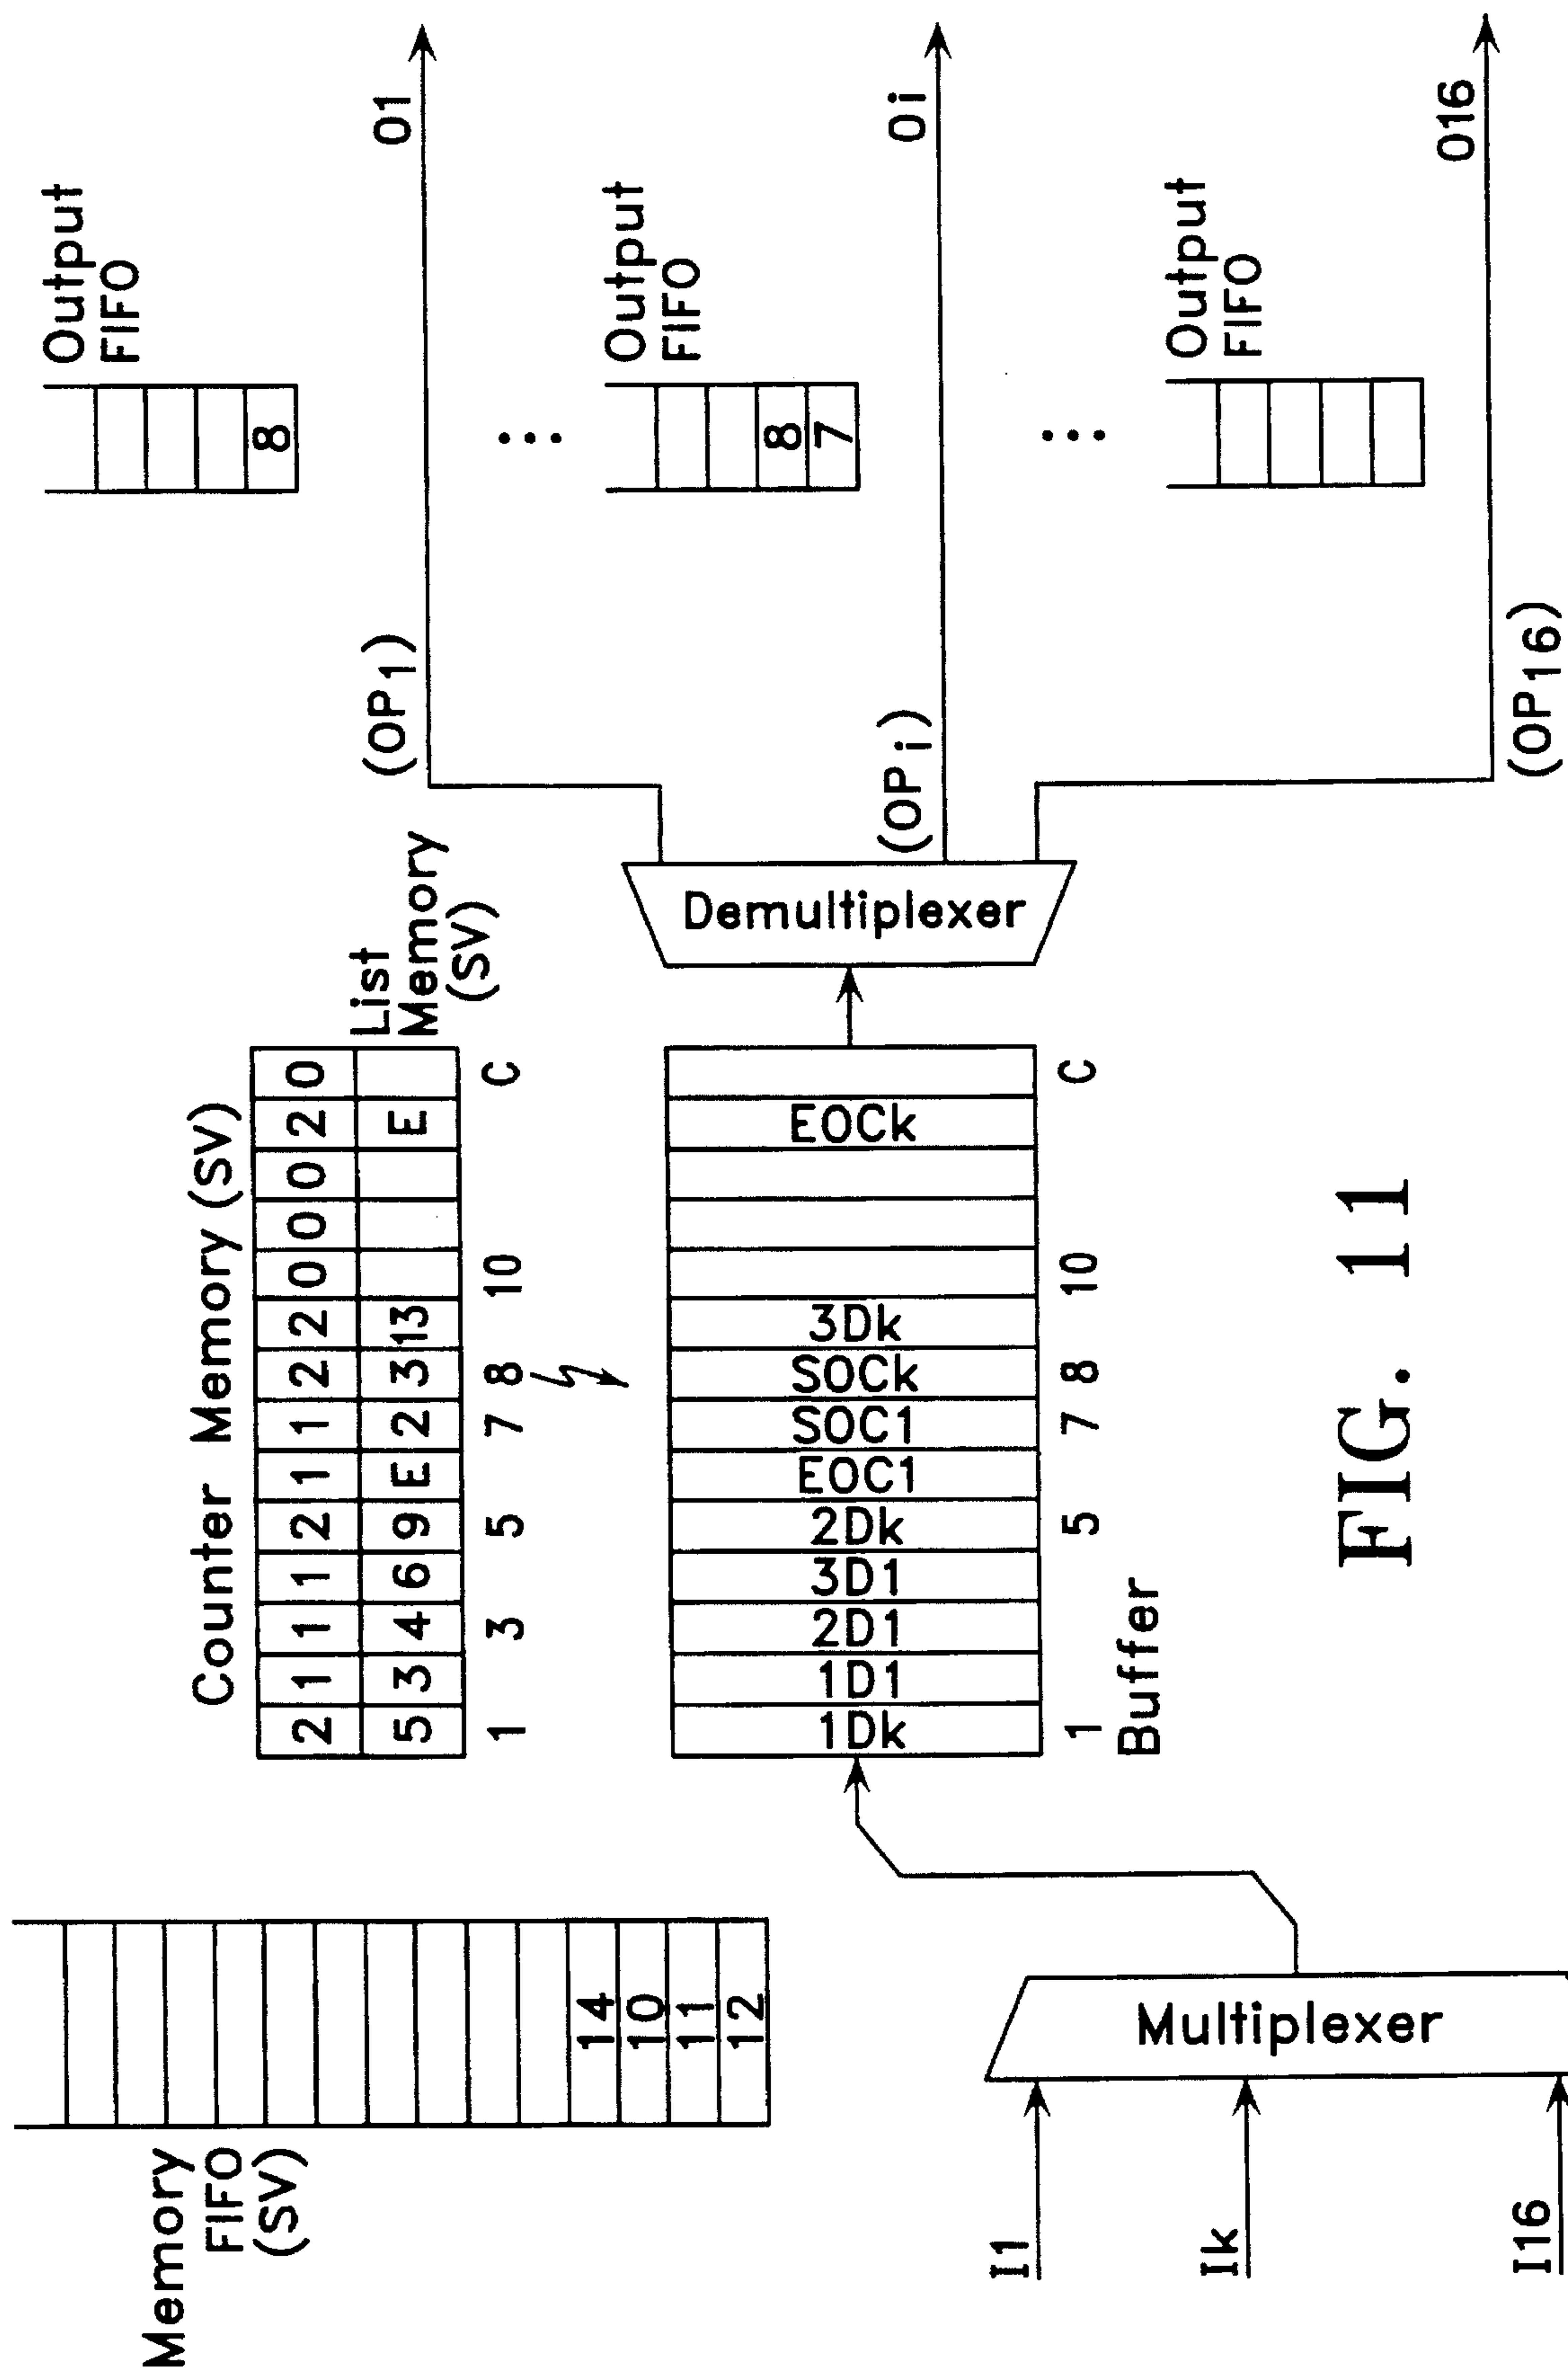 Memory
FIFO
(SV)
14
10
11
12
Counter Memory (SV)
2 1 1 1 2 1 1 2 2 0 0 0 2 0
5 3 4 6 9 E 2 3 13 E
List
Memory
(SV)
1 3 5 7 8 10 C
Output
FIFO
8
(OP1)
01
Multiplexer
I1
Ik
I16
1Dk 1D1 2D1 3D1 2Dk EOC1 SOC1 SOCk 3Dk EOCk
1 5 7 8 10 C
Buffer
Demultiplexer
Output
FIFO
8
7
(OPi)
0i
Output
FIFO
(OP16)
016
FIG. 11